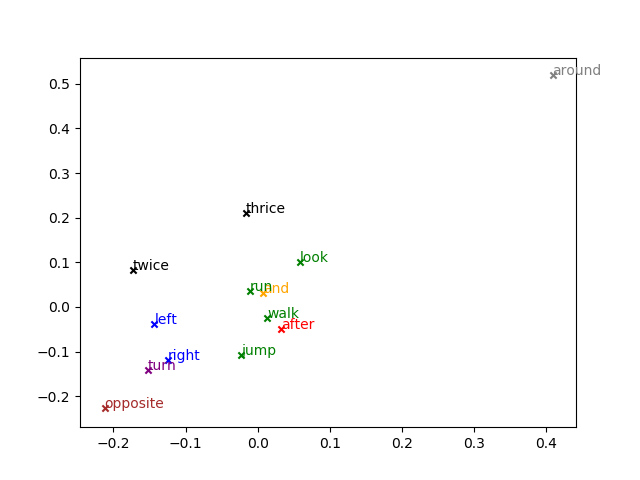 around
0.5
0.4
0.3
thrice
0.2
look
0.1
twice
run
and
0.0
left
walk
after
−0.1
jump
right
turn
−0.2
opposite
−0.2
−0.1
0.0
0.1
0.2
0.3
0.4